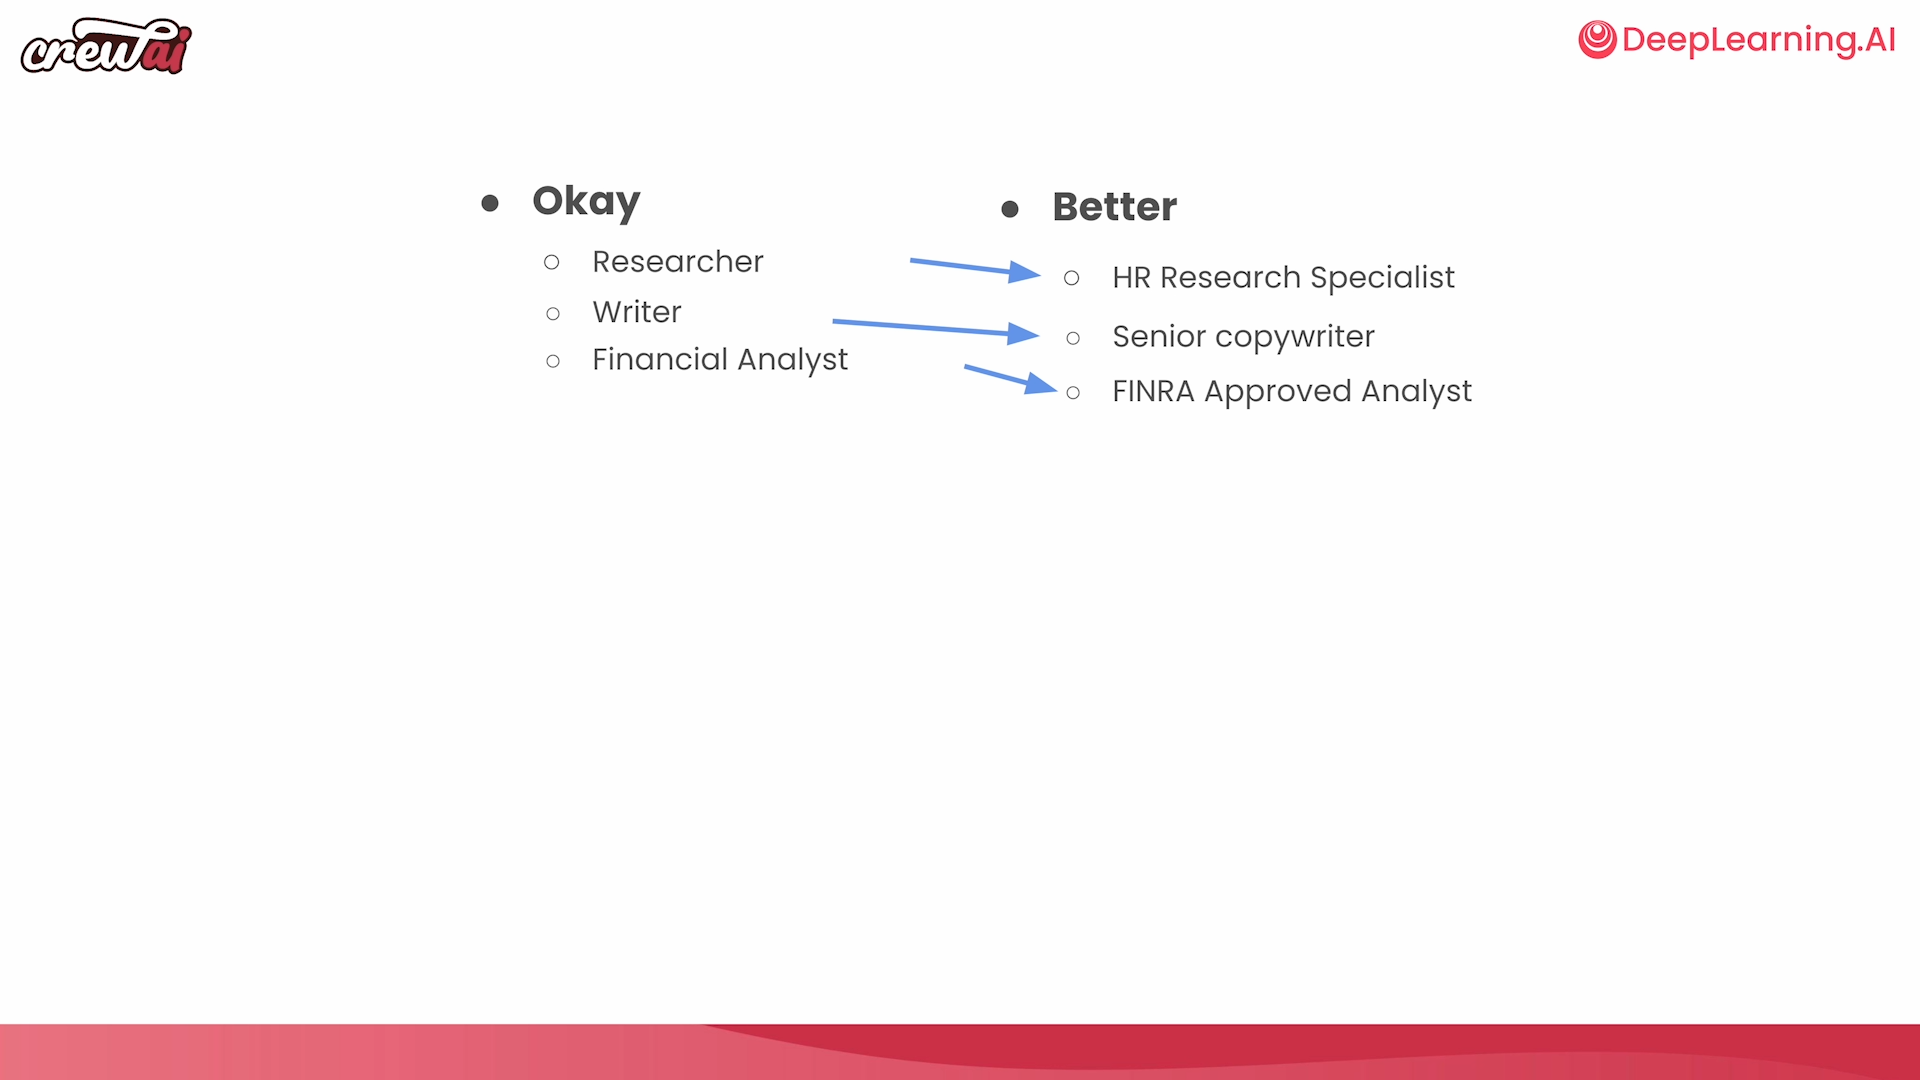 crewai
DeepLearning.AI
● Okay
○ Researcher
○ Writer
○ Financial Analyst
● Better
○ HR Research Specialist
○ Senior copywriter
○ FINRA Approved Analyst